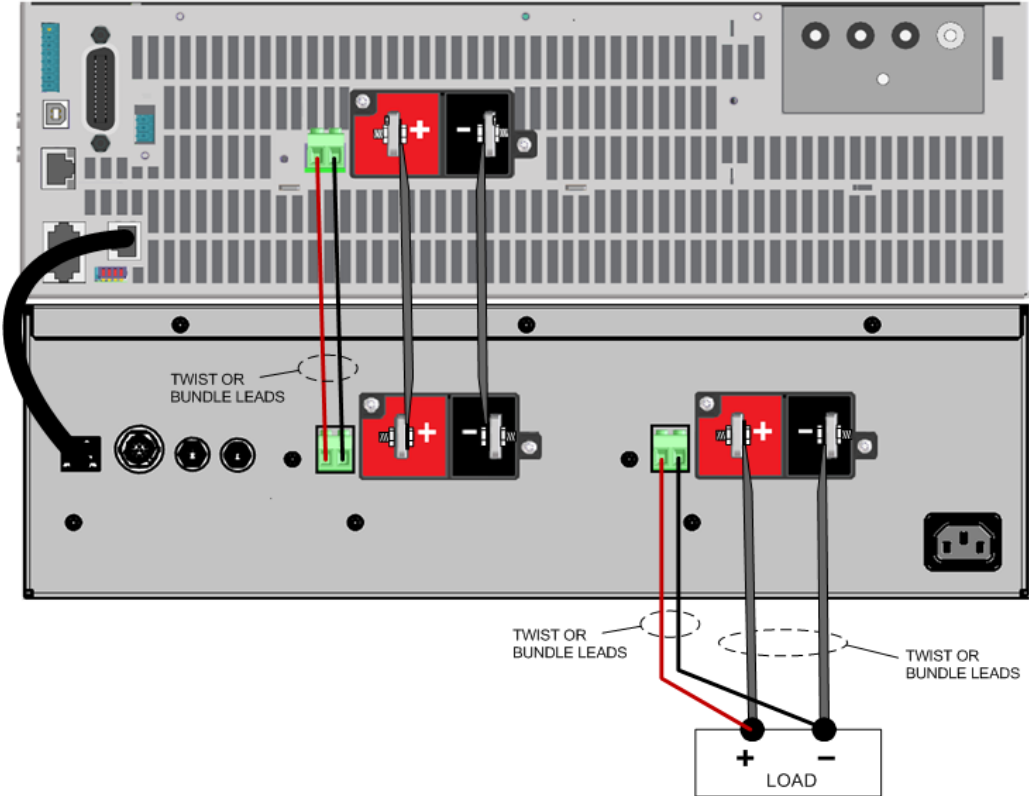 + -
TWIST OR
BUNDLE LEADS
+ -
+ -
TWIST OR
BUNDLE LEADS
TWIST OR
BUNDLE LEADS
+ -
LOAD